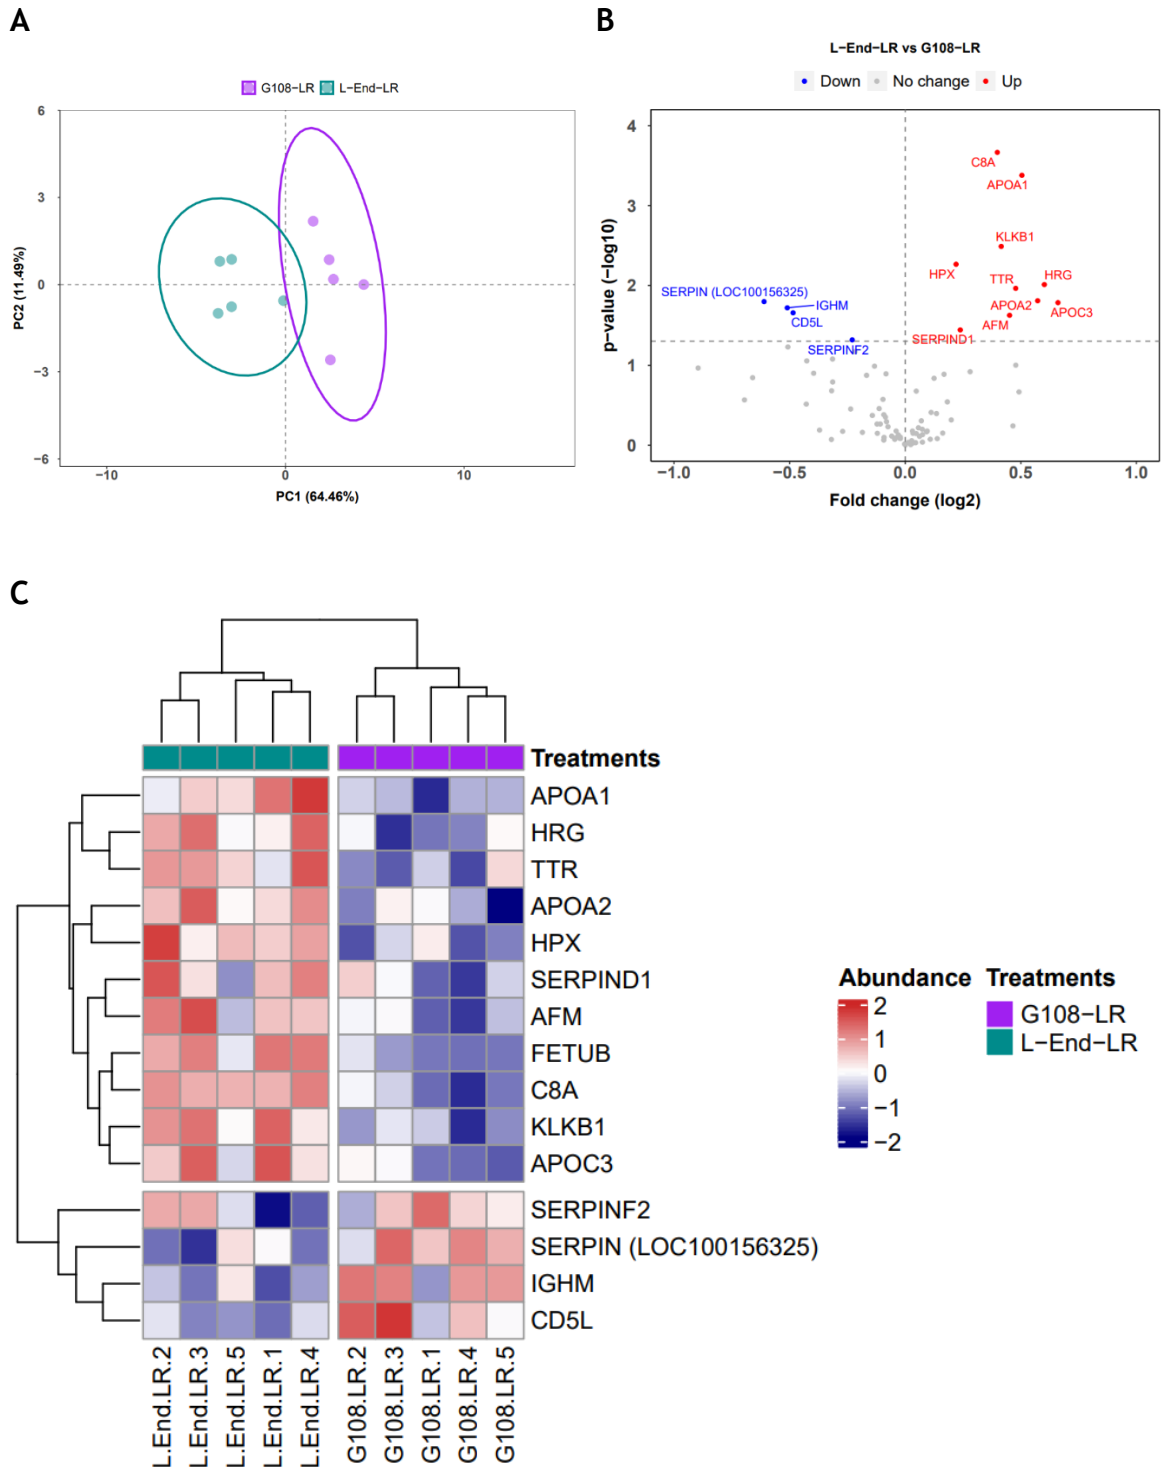 A
G108−LR L−End−LR
6
3
0
−3
−6
−10 0 10
PC2 (11.49%)
PC1 (64.46%)
B
L−End−LR vs G108−LR
Down No change Up
4
3
2
1
0
−1.0 −0.5 0.0 0.5 1.0
p−value (−log10)
Fold change (log2)
C8A
APOA1
KLKB1
HPX
TTR
HRG
APOA2
APOC3
AFM
SERPIND1
SERPIN (LOC100156325)
IGHM
CD5L
SERPINF2
C
Treatments
APOA1
HRG
TTR
APOA2
HPX
SERPIND1
AFM
FETUB
C8A
KLKB1
APOC3
SERPINF2
SERPIN (LOC100156325)
IGHM
CD5L
L.End.LR.2
L.End.LR.3
L.End.LR.5
L.End.LR.1
L.End.LR.4
G108.LR.2
G108.LR.3
G108.LR.1
G108.LR.4
G108.LR.5
Abundance
2
1
0
−1
−2
Treatments
G108−LR
L−End−LR